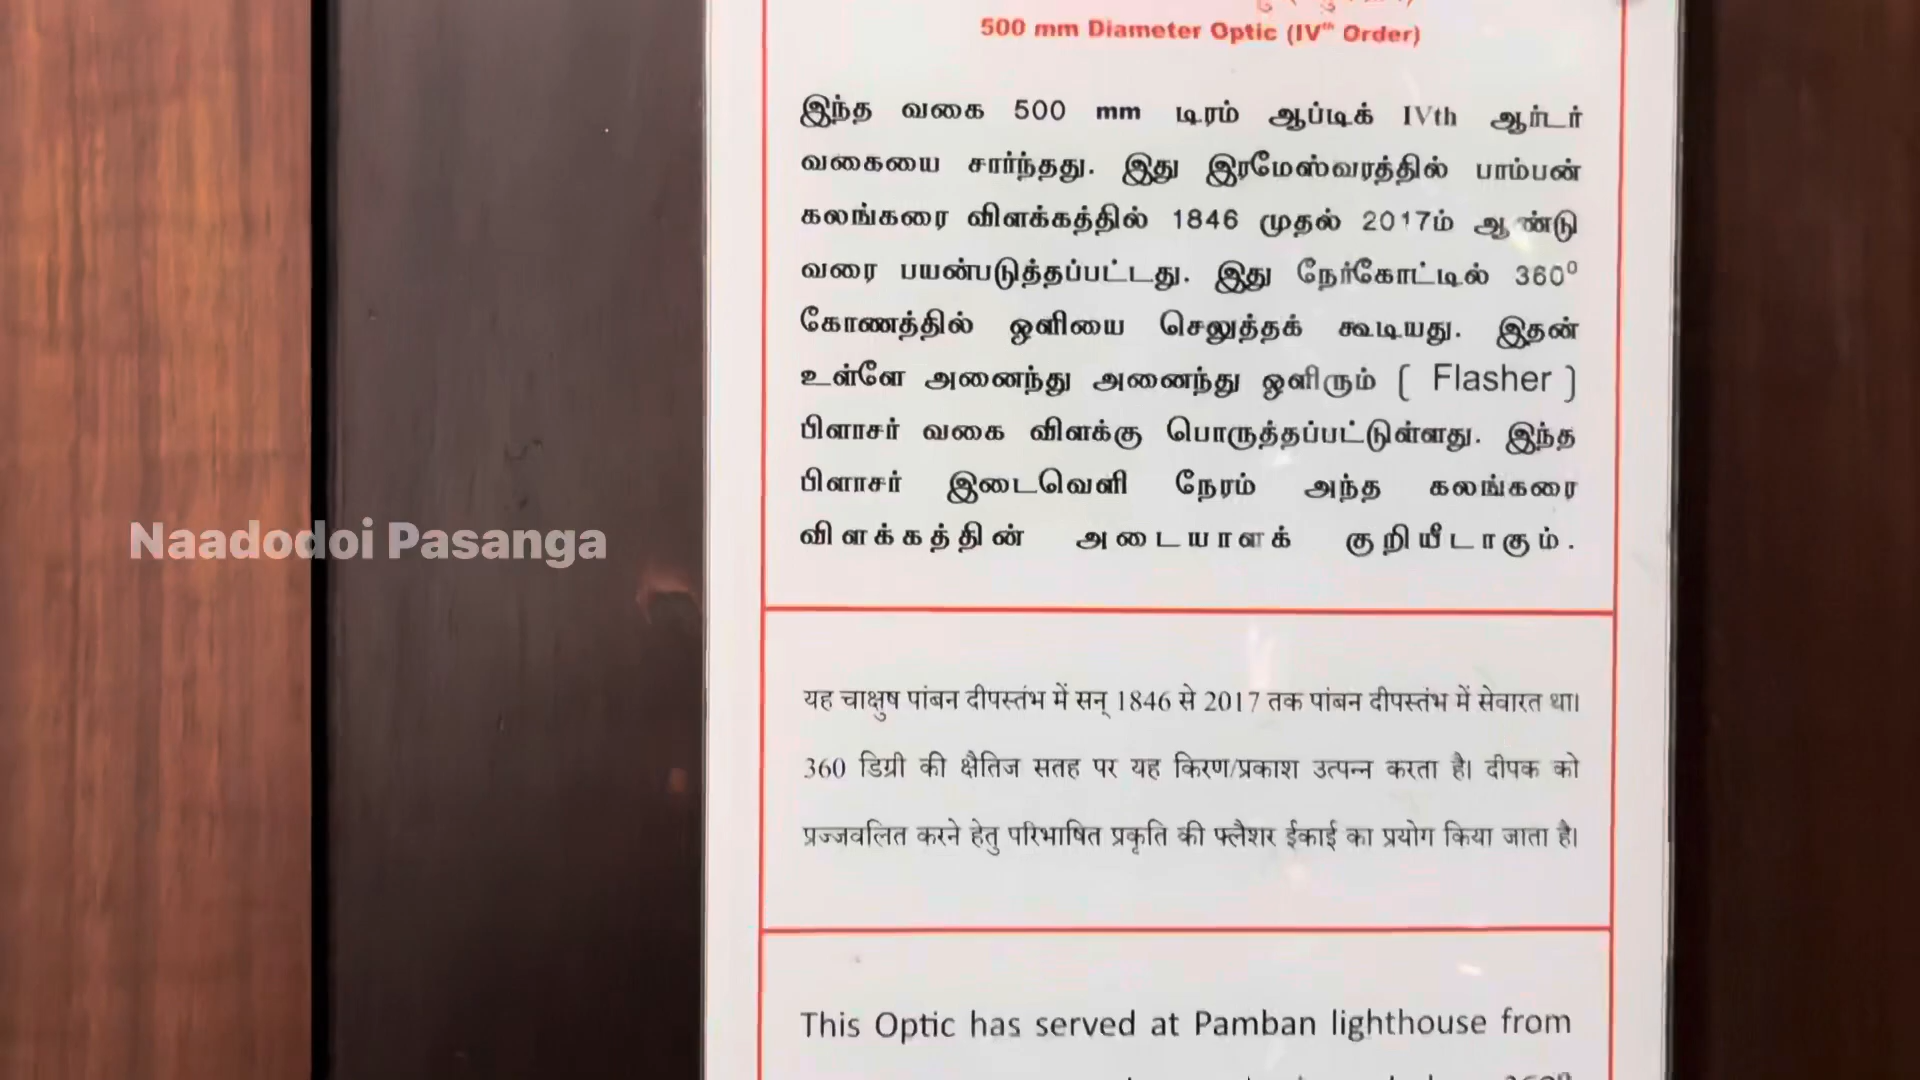 500 mm Diameter Optic (IVth Order)
இந்த வகை 500 mm டிரம் ஆப்டிக் IVth ஆர்டர்
வகையை சார்ந்தது. இது இரமேஸ்வரத்தில் பாம்பன்
கலங்கரை விளக்கத்தில் 1846 முதல் 2017ம் ஆண்டு
வரை பயன்படுத்தப்பட்டது. இது நேர்கோட்டில் 360⁰
கோணத்தில் ஒளியை செலுத்தக் கூடியது. இதன்
உள்ளே அணைந்து அணைந்து ஒளிரும் ( Flasher )
பிளாசர் வகை விளக்கு பொருத்தப்பட்டுள்ளது. இந்த
பிளாசர் இடைவெளி நேரம் அந்த கலங்கரை
விளக்கத்தின் அடையாளக் குறியீடாகும்.
Naadodoi Pasanga
यह चाक्षुष पांबन दीपस्तंभ में सन् 1846 से 2017 तक पांबन दीपस्तंभ में सेवारत था।
360 डिग्री की क्षैतिज सतह पर यह किरण/प्रकाश उत्पन्न करता है। दीपक को
प्रज्जवलित करने हेतु परिभाषित प्रकृति की फ्लैशर ईकाई का प्रयोग किया जाता है।
This Optic has served at Pamban lighthouse from